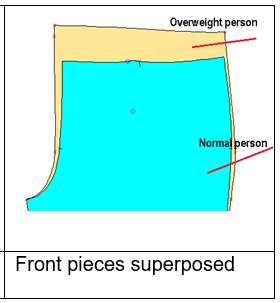 Overweight person
Normal person
Front pieces superposed